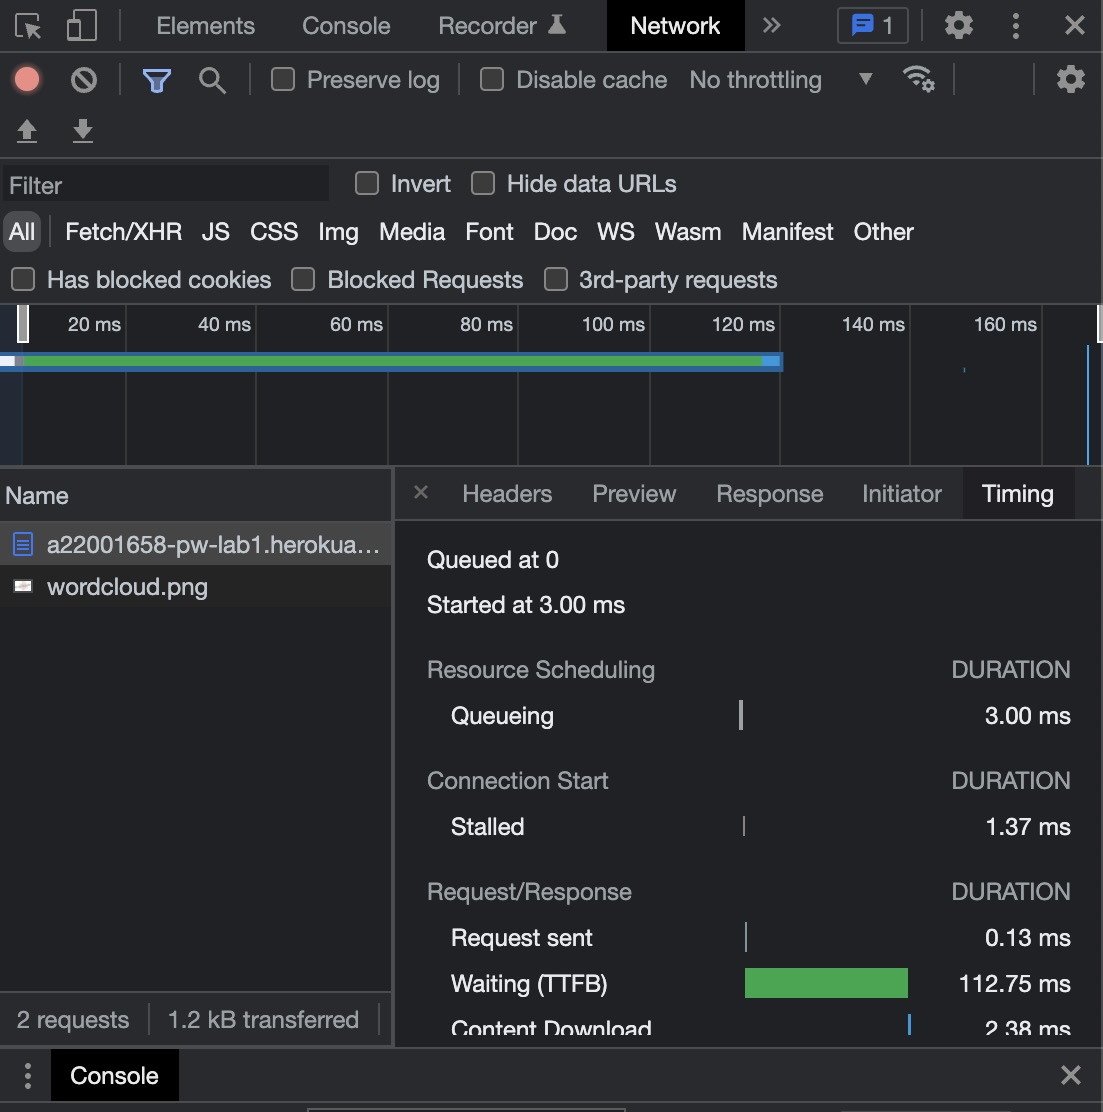 Elements Console Recorder Network 1
Preserve log Disable cache No throttling
Filter Invert Hide data URLs
All Fetch/XHR JS CSS Img Media Font Doc WS Wasm Manifest Other
Has blocked cookies Blocked Requests 3rd-party requests
20 ms 40 ms 60 ms 80 ms 100 ms 120 ms 140 ms 160 ms
Name
a22001658-pw-lab1.herokua...
wordcloud.png
2 requests 1.2 kB transferred
Headers Preview Response Initiator Timing
Queued at 0
Started at 3.00 ms
Resource Scheduling DURATION
Queueing 3.00 ms
Connection Start DURATION
Stalled 1.37 ms
Request/Response DURATION
Request sent 0.13 ms
Waiting (TTFB) 112.75 ms
Content Download 2.38 ms
Console